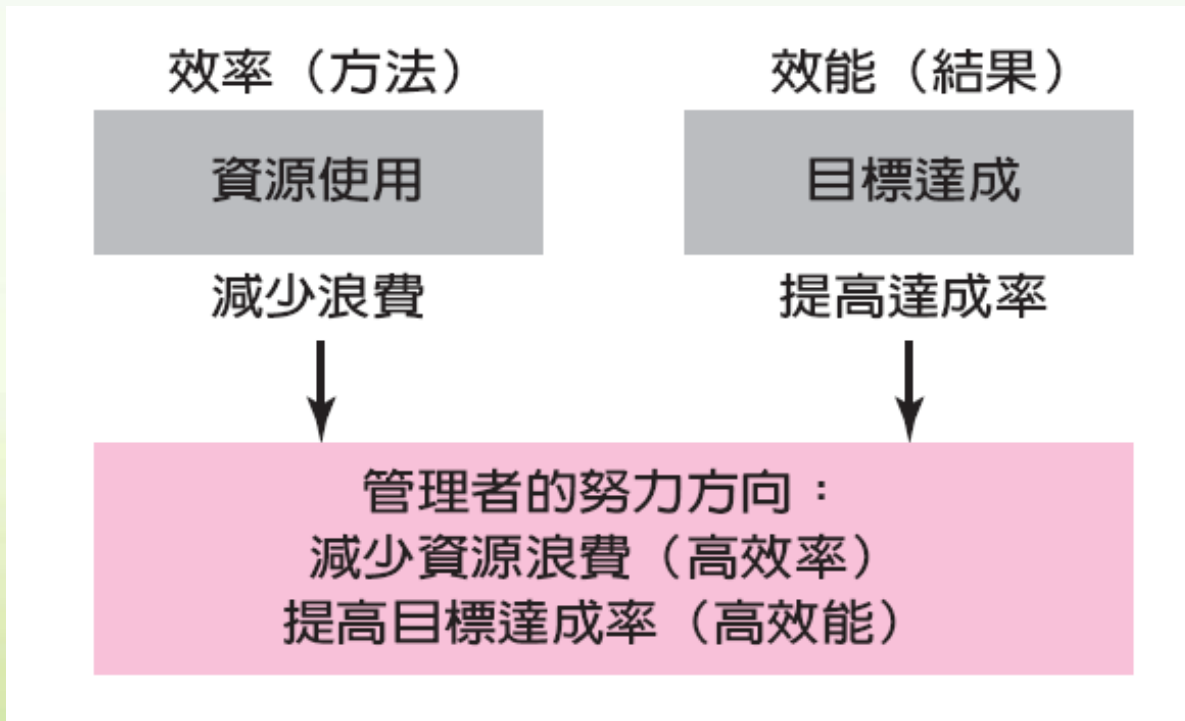 效率（方法）
效能（結果）
資源使用
目標達成
減少浪費
提高達成率
管理者的努力方向：
減少資源浪費（高效率）
提高目標達成率（高效能）